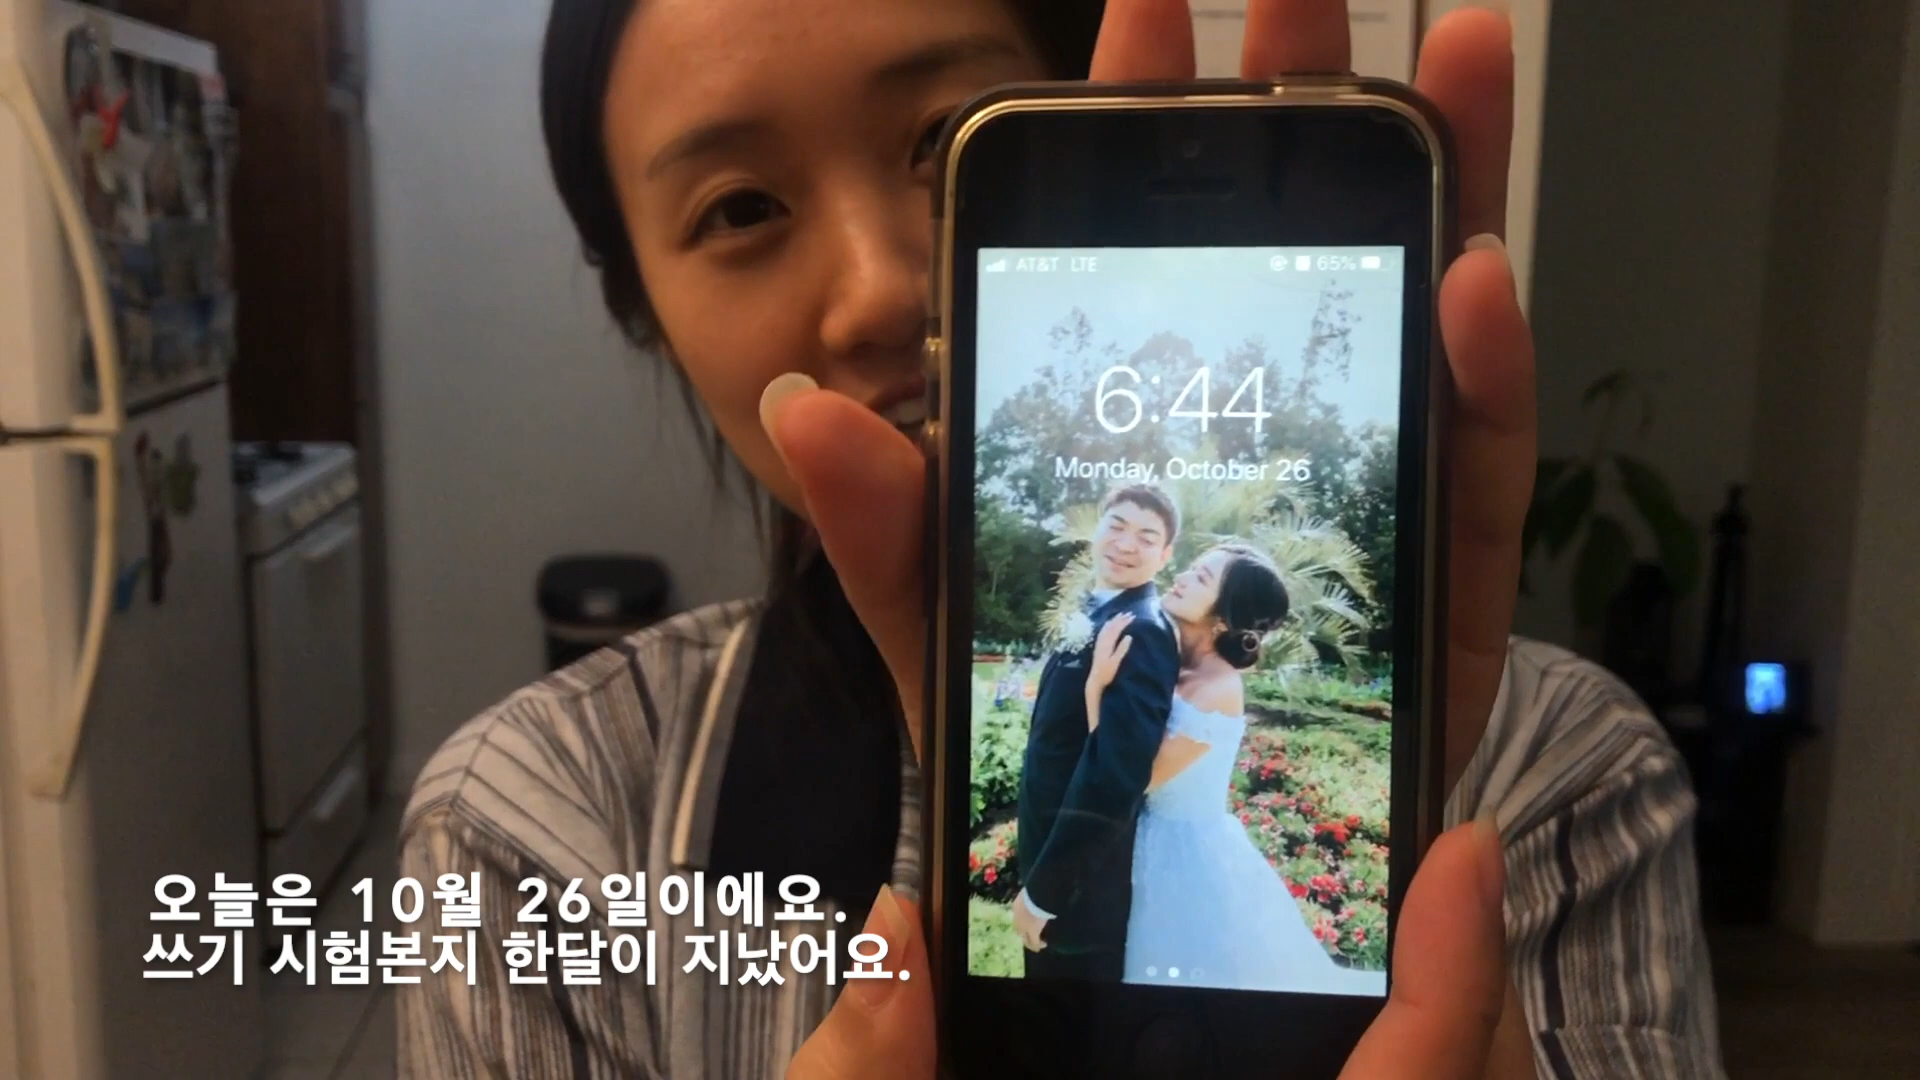 AT&T LTE 65%
6:44
Monday, October 26
오늘은 10월 26일이에요.
쓰기 시험본지 한달이 지났어요.